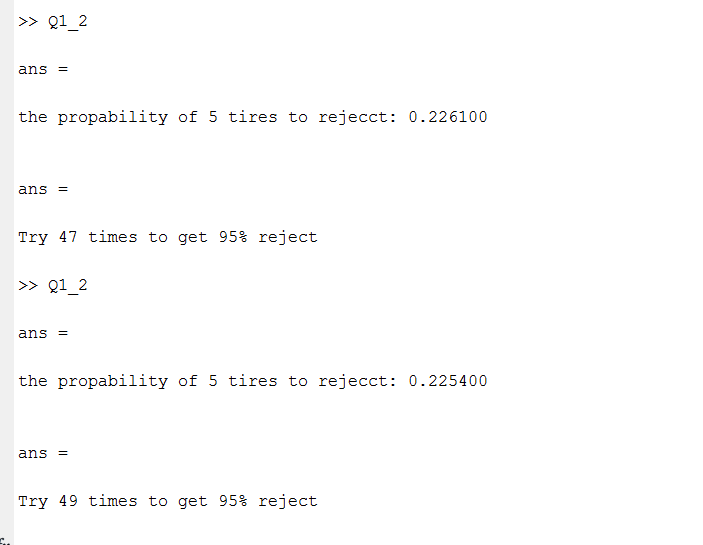 >> Q1_2
ans =
the propability of 5 tires to rejecct: 0.226100
ans =
Try 47 times to get 95% reject
>> Q1_2
ans =
the propability of 5 tires to rejecct: 0.225400
ans =
Try 49 times to get 95% reject